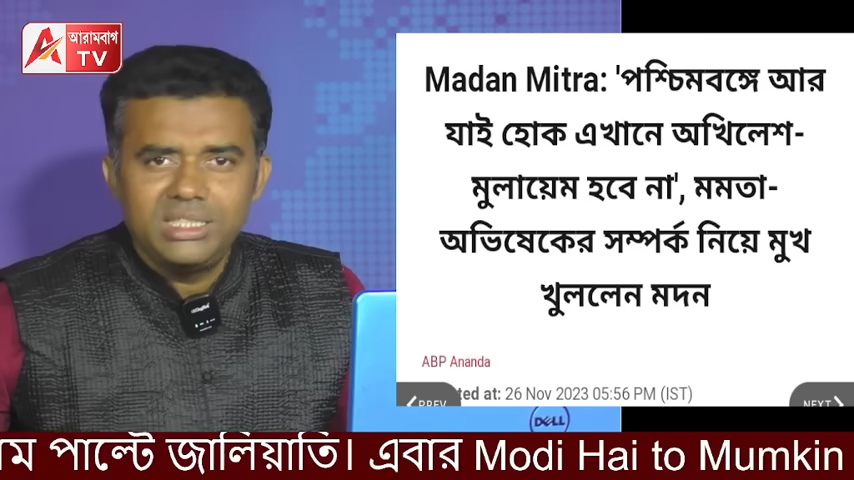 আরামবাগ
TV
Madan Mitra: 'পশ্চিমবঙ্গে আর
যাই হোক এখানে অখিলেশ-
মুলায়েম হবে না', মমতা-
অভিষেকের সম্পর্ক নিয়ে মুখ
খুললেন মদন
ABP Ananda
ted at: 26 Nov 2023 05:56 PM (IST)
PREV
NEXT
DELL
ম পাল্টে জালিয়াতি। এবার Modi Hai to Mumkin